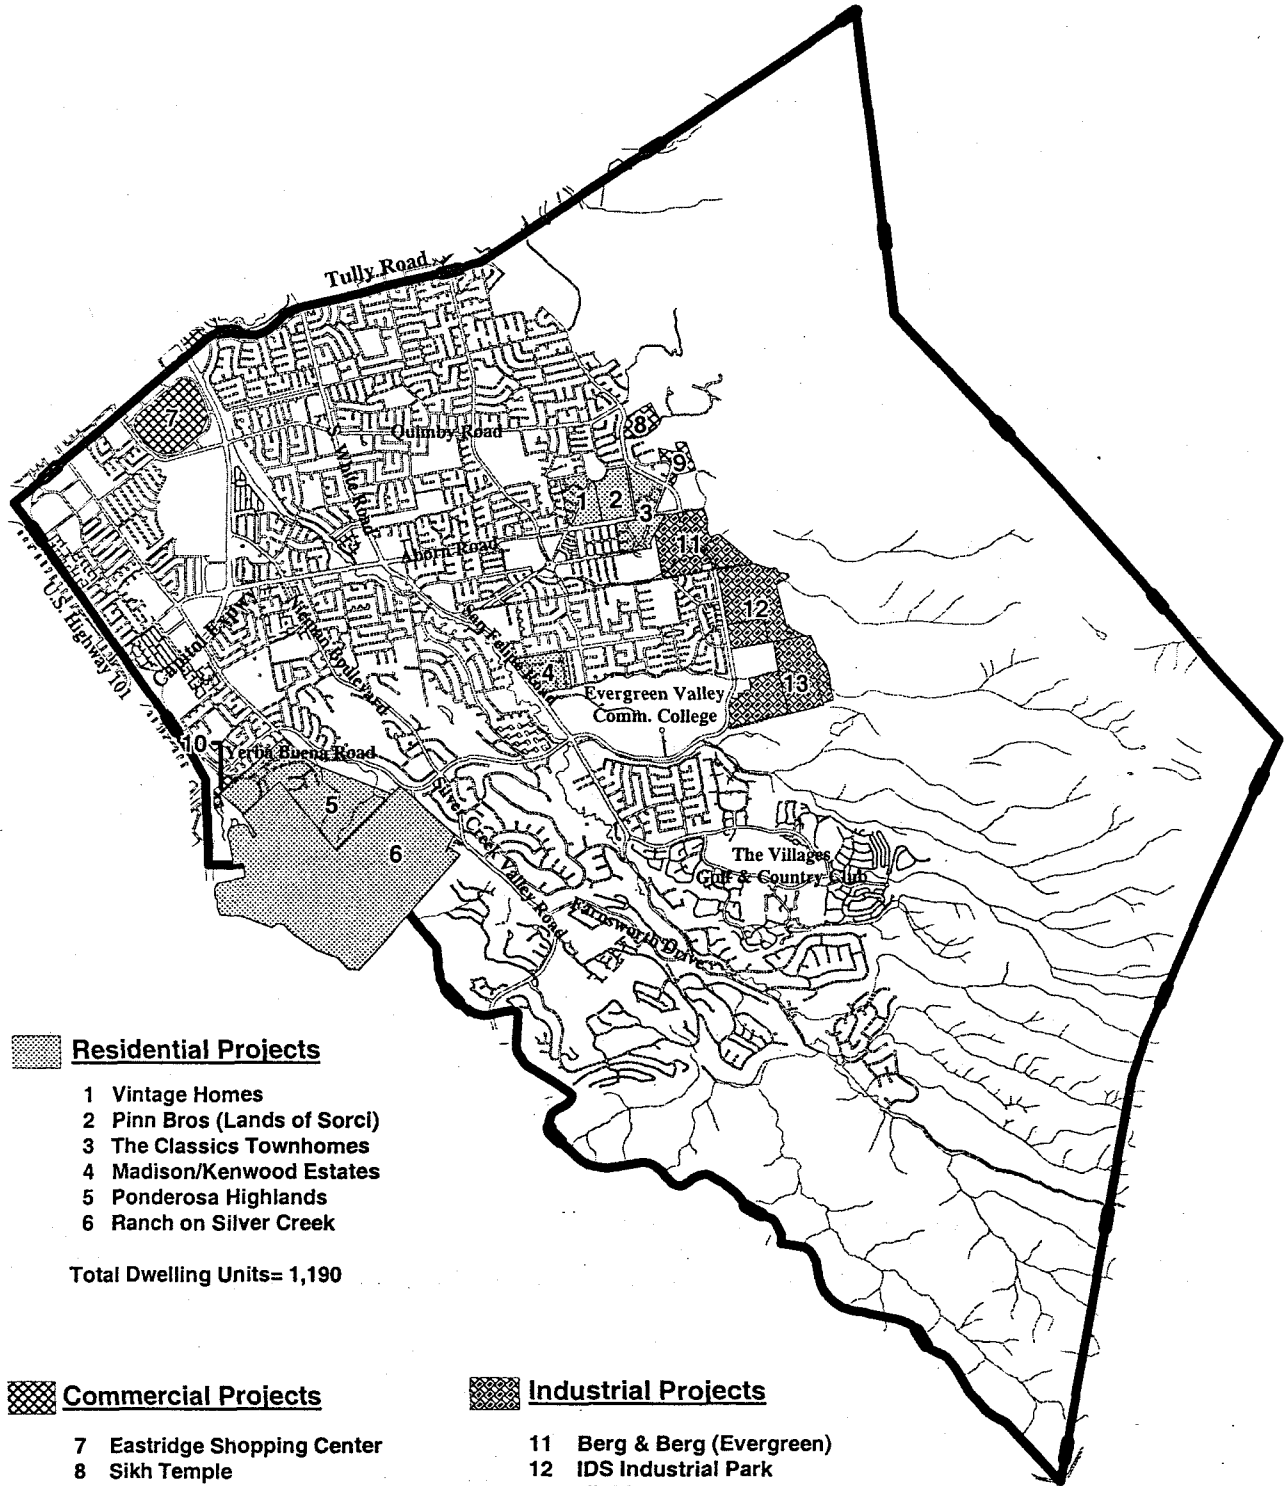 Tully Road
7
Quimby Road
S. White Road
8
9
1
2
3
Aborn Road
11
12
13
U.S. Highway 101
Capitol Expwy
Nieman Boulevard
San Felipe Road
4
Evergreen Valley
Comm. College
10
Yerba Buena Road
5
6
Silver Creek Valley Road
The Villages
Golf & Country Club
Farnsworth Drive
Residential Projects
1 Vintage Homes
2 Pinn Bros (Lands of Sorci)
3 The Classics Townhomes
4 Madison/Kenwood Estates
5 Ponderosa Highlands
6 Ranch on Silver Creek
Total Dwelling Units= 1,190
Commercial Projects
7 Eastridge Shopping Center
8 Sikh Temple
Industrial Projects
11 Berg & Berg (Evergreen)
12 IDS Industrial Park